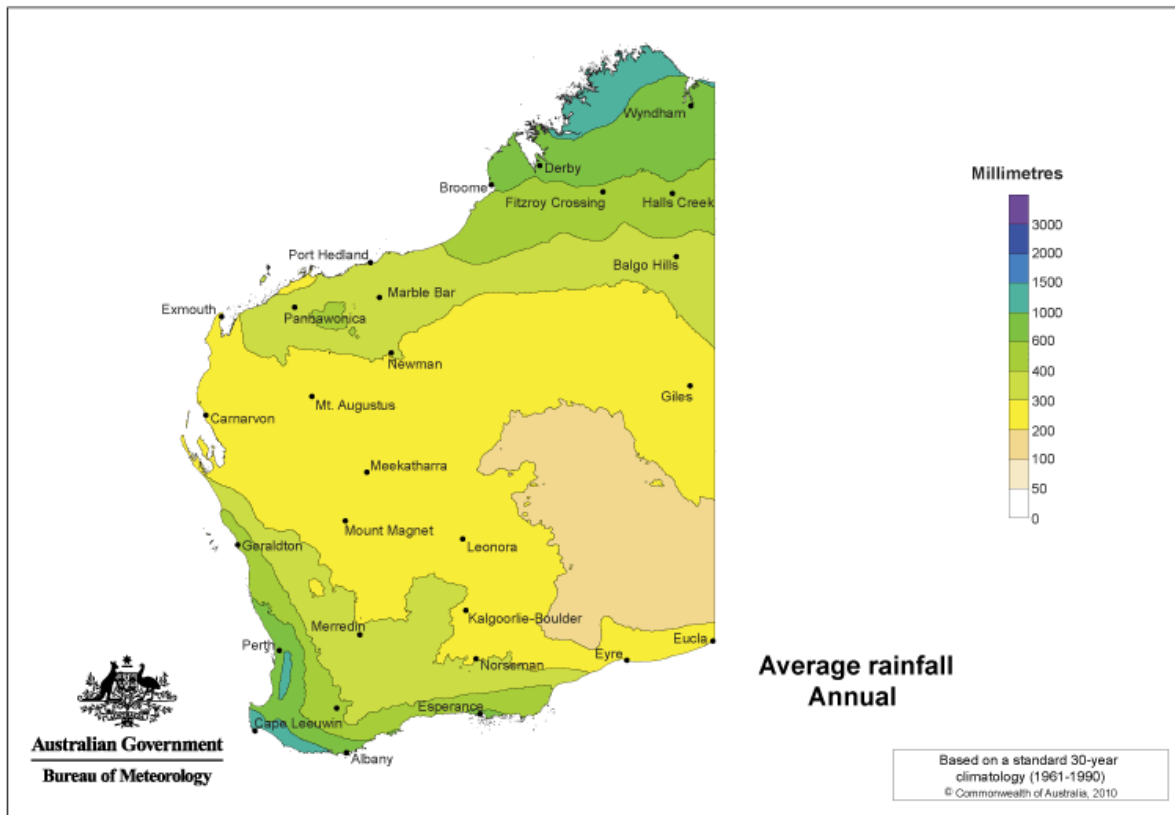 Wyndham
Derby
Broome
Fitzroy Crossing
Halls Creek
Port Hedland
Balgo Hills
Marble Bar
Exmouth
Pannawonica
Newman
Giles
Mt. Augustus
Carnarvon
Meekatharra
Mount Magnet
Geraldton
Leonora
Kalgoorlie-Boulder
Merredin
Perth
Eucla
Eyre
Norseman
Esperance
Cape Leeuwin
Albany
Millimetres
3000
2000
1500
1000
600
400
300
200
100
50
0
Average rainfall
Annual
Australian Government
Bureau of Meteorology
Based on a standard 30-year
climatology (1961-1990)
© Commonwealth of Australia, 2010